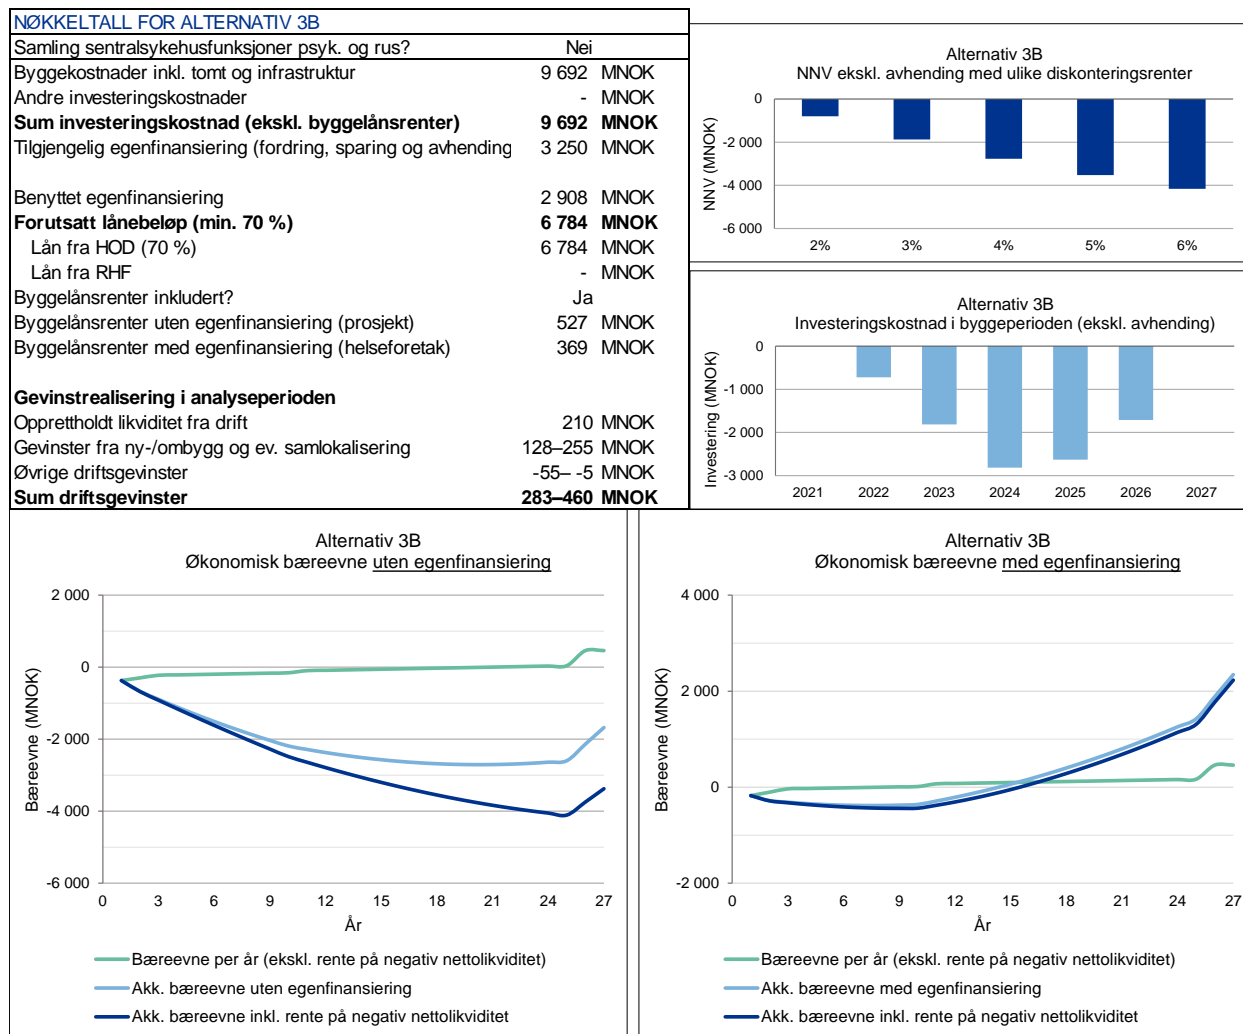 NØKKELTALL FOR ALTERNATIV 3B
Samling sentralsykehusfunksjoner psyk. og rus? Nei
Byggekostnader inkl. tomt og infrastruktur 9 692 MNOK
Andre investeringskostnader - MNOK
Sum investeringskostnad (ekskl. byggelånsrenter) 9 692 MNOK
Tilgjengelig egenfinansiering (fordring, sparing og avhending 3 250 MNOK
Benyttet egenfinansiering 2 908 MNOK
Forutsatt lånebeløp (min. 70 %) 6 784 MNOK
Lån fra HOD (70 %) 6 784 MNOK
Lån fra RHF - MNOK
Byggelånsrenter inkludert? Ja
Byggelånsrenter uten egenfinansiering (prosjekt) 527 MNOK
Byggelånsrenter med egenfinansiering (helseforetak) 369 MNOK
Gevinstrealisering i analyseperioden
Opprettholdt likviditet fra drift 210 MNOK
Gevinster fra ny-/ombygg og ev. samlokalisering 128–255 MNOK
Øvrige driftsgevinster -55– -5 MNOK
Sum driftsgevinster 283–460 MNOK
Alternativ 3B
NNV ekskl. avhending med ulike diskonteringsrenter
NNV (MNOK)
0
-2 000
-4 000
-6 000
2% 3% 4% 5% 6%
Alternativ 3B
Investeringskostnad i byggeperioden (ekskl. avhending)
Investering (MNOK)
0
-1 000
-2 000
-3 000
2021 2022 2023 2024 2025 2026 2027
Alternativ 3B
Økonomisk bæreevne uten egenfinansiering
Bæreevne (MNOK)
2 000
0
-2 000
-4 000
-6 000
0 3 6 9 12 15 18 21 24 27
År
Bæreevne per år (ekskl. rente på negativ nettolikviditet)
Akk. bæreevne uten egenfinansiering
Akk. bæreevne inkl. rente på negativ nettolikviditet
Alternativ 3B
Økonomisk bæreevne med egenfinansiering
Bæreevne (MNOK)
4 000
2 000
0
-2 000
0 3 6 9 12 15 18 21 24 27
År
Bæreevne per år (ekskl. rente på negativ nettolikviditet)
Akk. bæreevne med egenfinansiering
Akk. bæreevne inkl. rente på negativ nettolikviditet